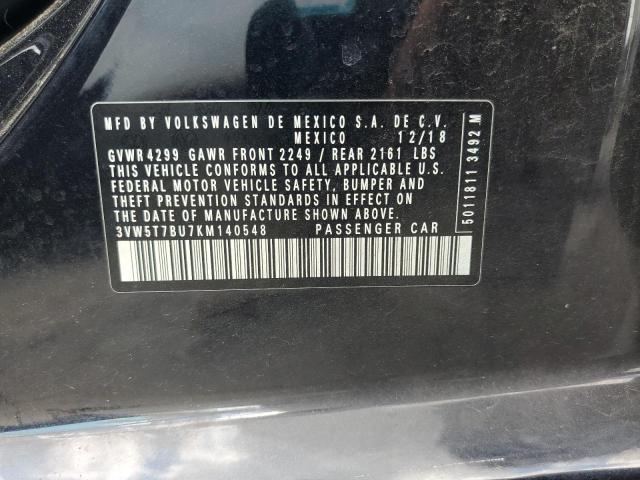 MFD BY VOLKSWAGEN DE MEXICO S.A. DE C.V.
MEXICO 12/18
GVWR 4299 GAWR FRONT 2249 / REAR 2161 LBS
THIS VEHICLE CONFORMS TO ALL APPLICABLE U.S.
FEDERAL MOTOR VEHICLE SAFETY, BUMPER AND
THEFT PREVENTION STANDARDS IN EFFECT ON
THE DATE OF MANUFACTURE SHOWN ABOVE.
3VW5T7BU7KM140548 PASSENGER CAR
5011811 3492 M